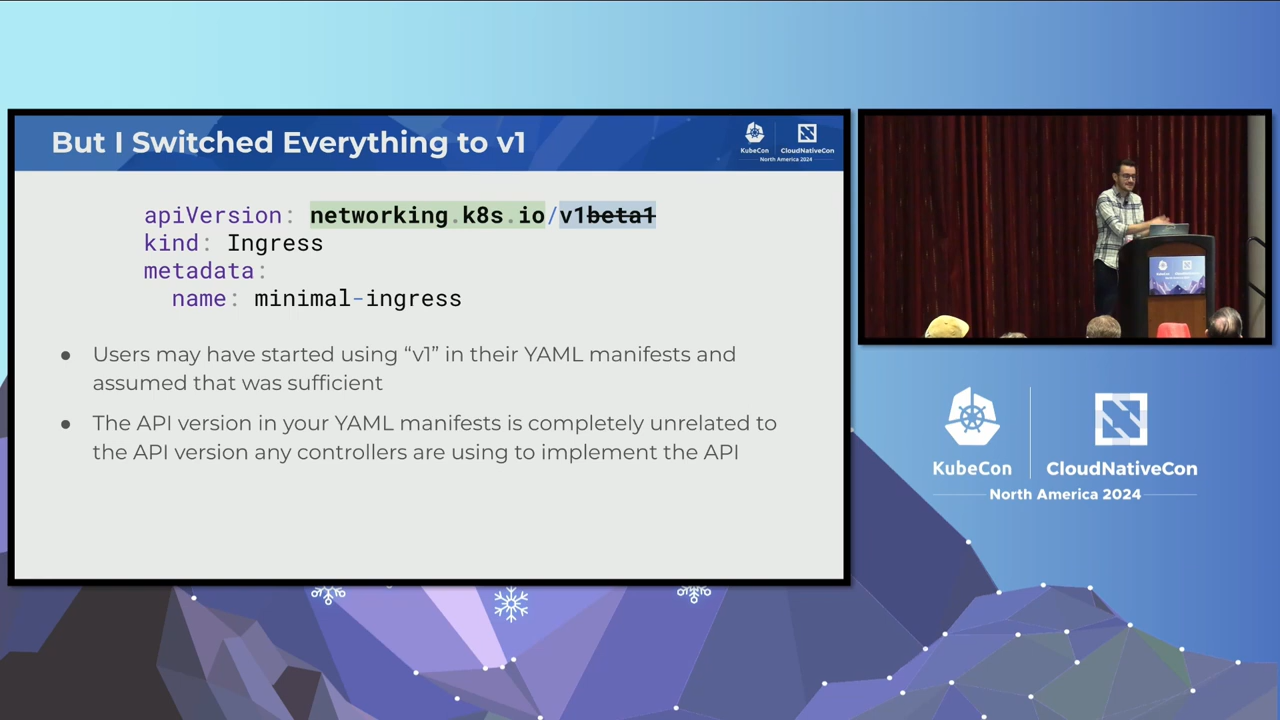 But I Switched Everything to v1
KubeCon
CloudNativeCon
North America 2024
apiVersion: networking.k8s.io/v1beta1
kind: Ingress
metadata:
name: minimal-ingress
● Users may have started using “v1” in their YAML manifests and
assumed that was sufficient
● The API version in your YAML manifests is completely unrelated to
the API version any controllers are using to implement the API
KubeCon
CloudNativeCon
North America 2024